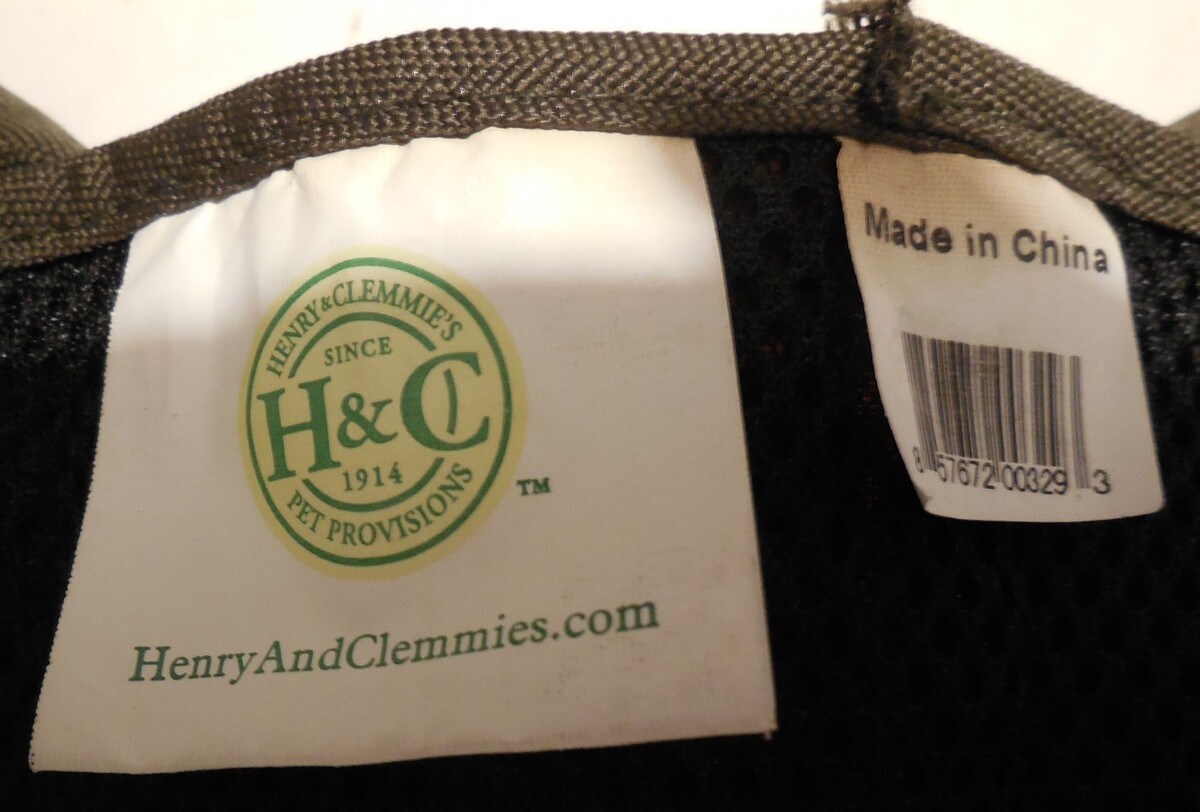 HENRY&CLEMMIE'S
SINCE
H&C
1914
PET PROVISIONS
TM
HenryAndClemmies.com
Made in China
8 57672 00329 3